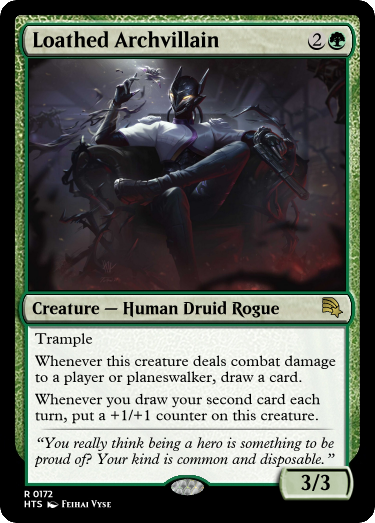 Loathed Archvillain 2
Creature — Human Druid Rogue
Trample
Whenever this creature deals combat damage
to a player or planeswalker, draw a card.
Whenever you draw your second card each
turn, put a +1/+1 counter on this creature.
“You really think being a hero is something to be
proud of? Your kind is common and disposable.”
3/3
R 0172
HTS Feihai Vyse